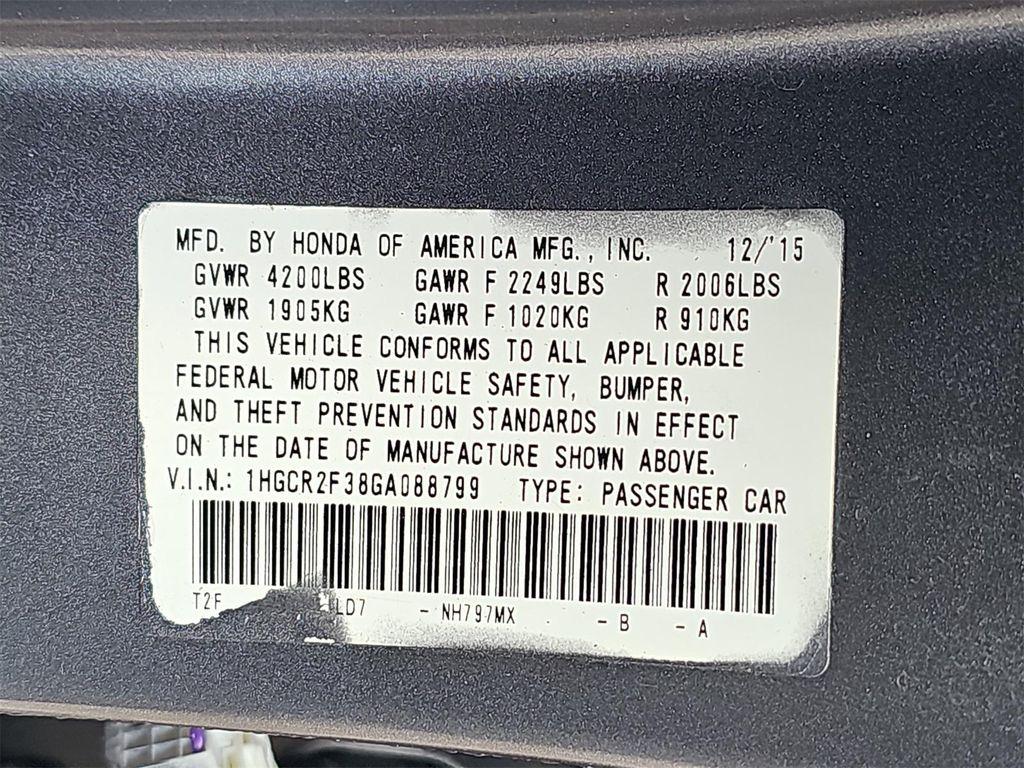 MFD. BY HONDA OF AMERICA MFG., INC. 12/'15
GVWR 4200LBS GAWR F 2249LBS R 2006LBS
GVWR 1905KG GAWR F 1020KG R 910KG
THIS VEHICLE CONFORMS TO ALL APPLICABLE
FEDERAL MOTOR VEHICLE SAFETY, BUMPER,
AND THEFT PREVENTION STANDARDS IN EFFECT
ON THE DATE OF MANUFACTURE SHOWN ABOVE.
V.I.N.: 1HGCR2F38GA088799 TYPE: PASSENGER CAR
T2F LD7 - NH797MX - B - A